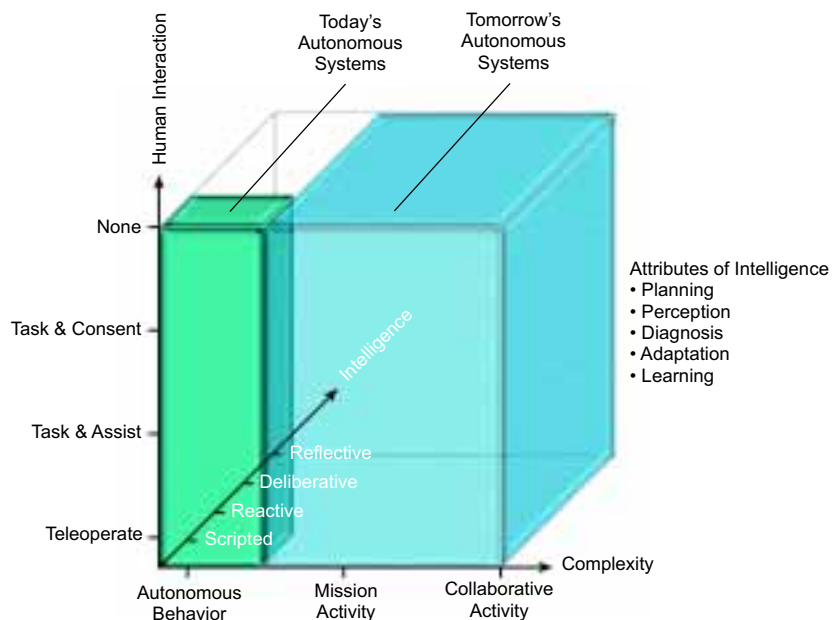 Today's
Autonomous
Systems
Tomorrow's
Autonomous
Systems
Human Interaction
None
Task & Consent
Task & Assist
Teleoperate
Intelligence
Reflective
Deliberative
Reactive
Scripted
Attributes of Intelligence
• Planning
• Perception
• Diagnosis
• Adaptation
• Learning
Complexity
Autonomous
Behavior
Mission
Activity
Collaborative
Activity